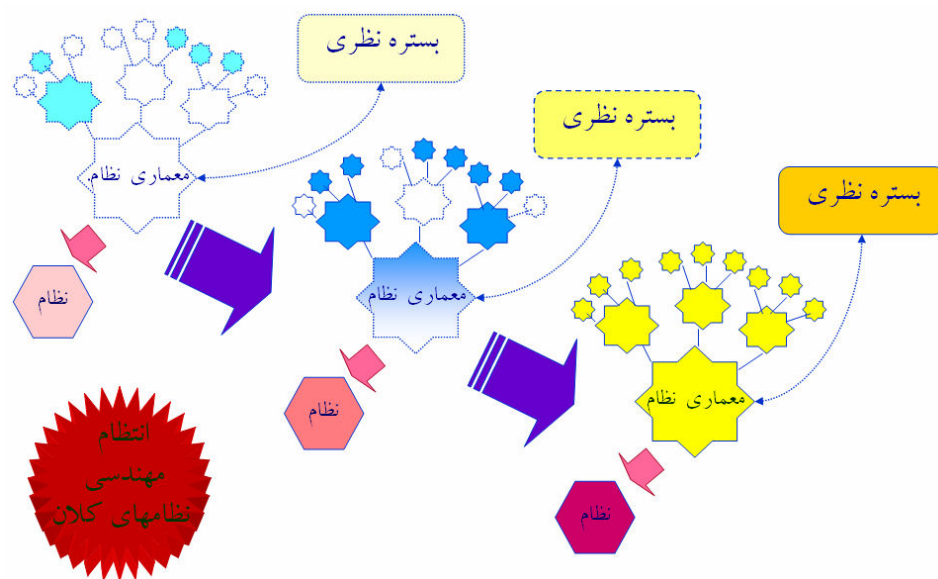 بستره نظری
معماری نظام.
نظام
بستره نظری
معماری نظام
نظام
بستره نظری
معماری نظام
نظام
انتظام
مهندسی
نظامهای کلان